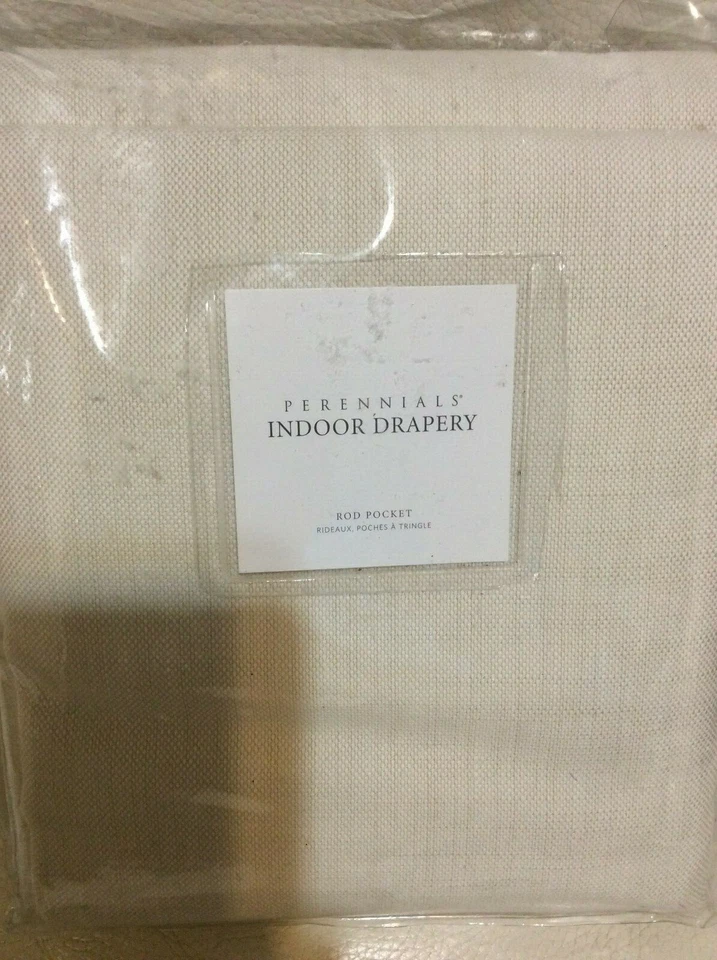 PERENNIALS®
INDOOR DRAPERY
ROD POCKET
RIDEAUX, POCHES À TRINGLE